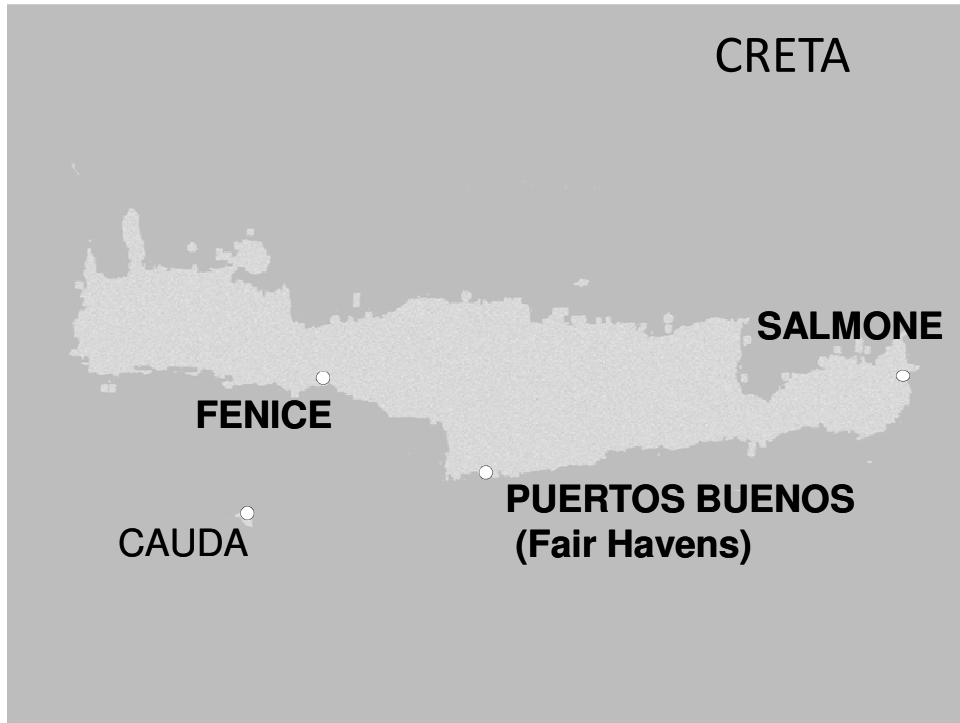 CRETA
SALMONE
FENICE
PUERTOS BUENOS
(Fair Havens)
CAUDA